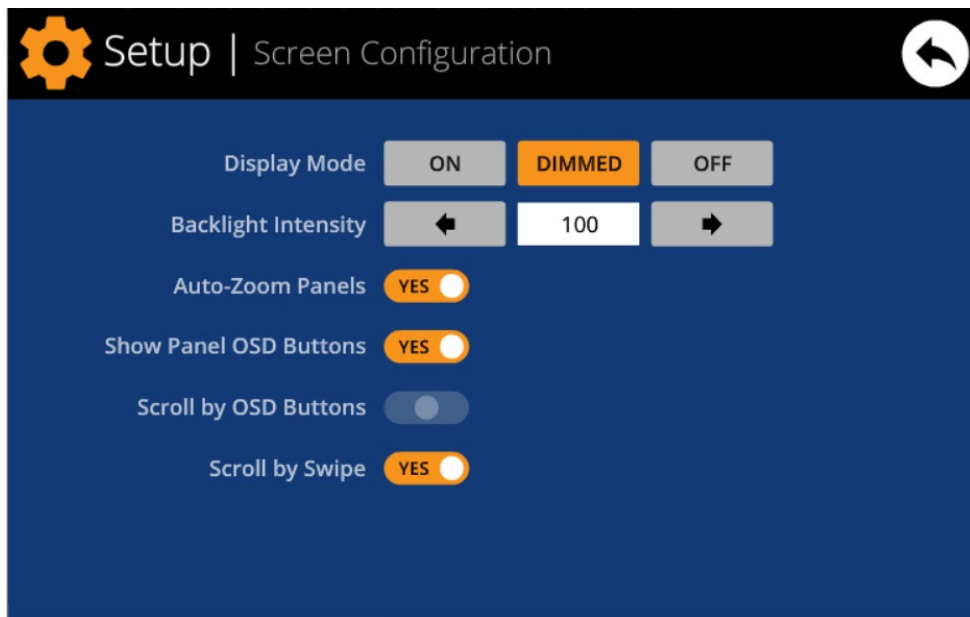 Setup | Screen Configuration
Display Mode ON DIMMED OFF
Backlight Intensity 100
Auto-Zoom Panels YES
Show Panel OSD Buttons YES
Scroll by OSD Buttons
Scroll by Swipe YES